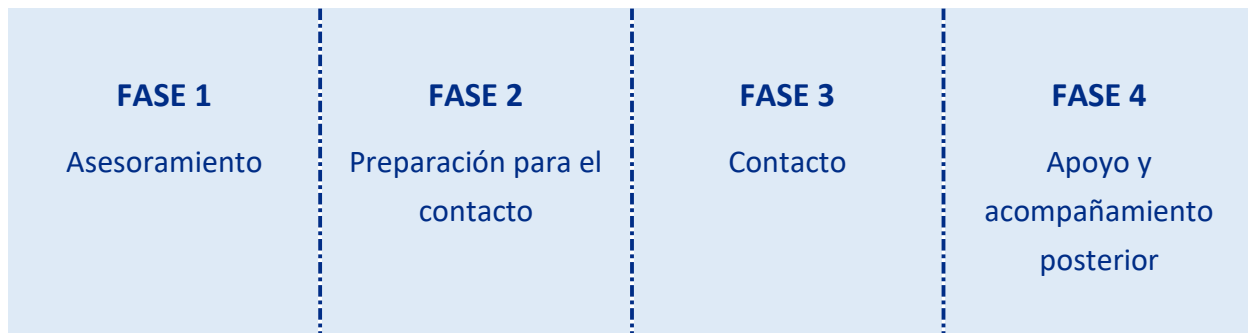 FASE 1
Asesoramiento
FASE 2
Preparación para el
contacto
FASE 3
Contacto
FASE 4
Apoyo y
acompañamiento
posterior